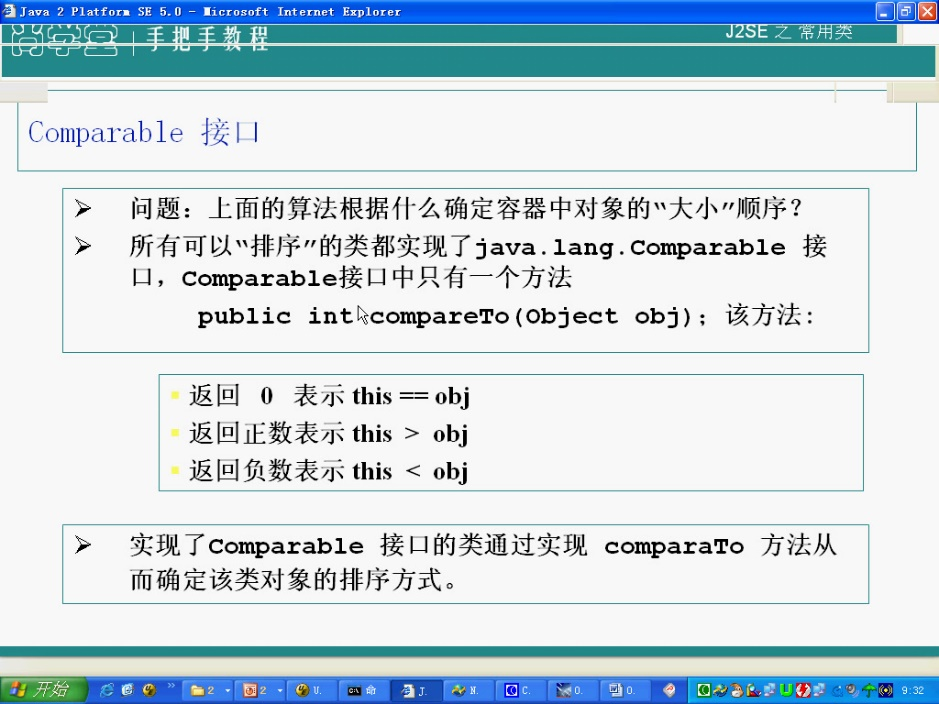 Java 2 Platform SE 5.0 - Microsoft Internet Explorer
尚学堂 手把手教程
J2SE 之 常用类
Comparable 接口
问题：上面的算法根据什么确定容器中对象的“大小”顺序？
所有可以“排序”的类都实现了java.lang.Comparable 接
口，Comparable接口中只有一个方法
public int compareTo(Object obj)；该方法:
返回 0 表示 this == obj
返回正数表示 this > obj
返回负数表示 this < obj
实现了Comparable 接口的类通过实现 comparaTo 方法从
而确定该类对象的排序方式。
开始 2 2 U. 命 J. N. C. O. O. 9:32